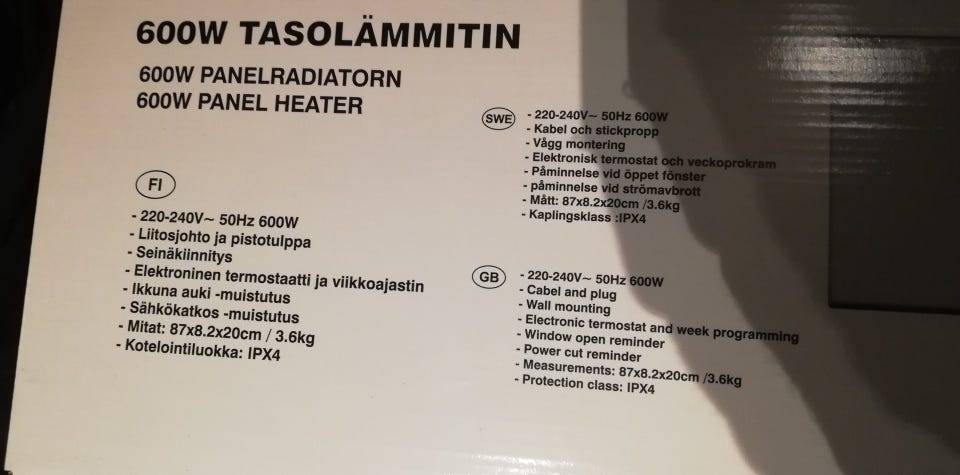 600W TASOLÄMMITIN
600W PANELRADIATORN
600W PANEL HEATER
FI
- 220-240V~ 50Hz 600W
- Liitosjohto ja pistotulppa
- Seinäkiinnitys
- Elektroninen termostaatti ja viikkoajastin
- Ikkuna auki -muistutus
- Sähkökatkos -muistutus
- Mitat: 87x8.2x20cm / 3.6kg
- Kotelointiluokka: IPX4
SWE
- 220-240V~ 50Hz 600W
- Kabel och stickpropp
- Vågg montering
- Elektronisk termostat och veckoprokram
- Påminnelse vid öppet fönster
- påminnelse vid strömavbrott
- Mått: 87x8.2x20cm /3.6kg
- Kaplingsklass :IPX4
GB
- 220-240V~ 50Hz 600W
- Cabel and plug
- Wall mounting
- Electronic termostat and week programming
- Window open reminder
- Power cut reminder
- Measurements: 87x8.2x20cm /3.6kg
- Protection class: IPX4